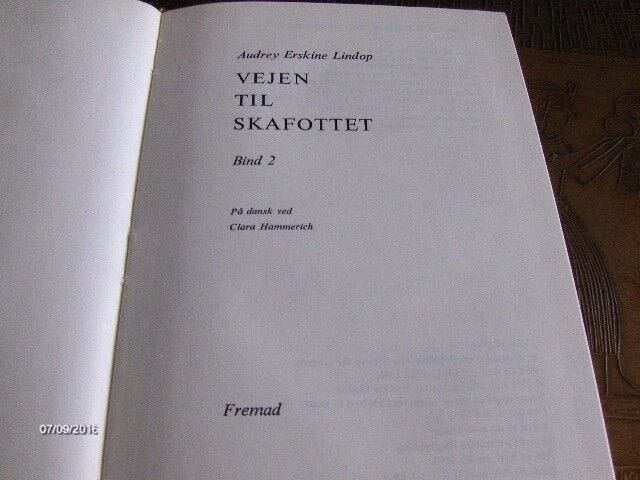 Audrey Erskine Lindop
VEJEN
TIL
SKAFOTTET
Bind 2
På dansk ved
Clara Hammerich
Fremad
07/09/2016